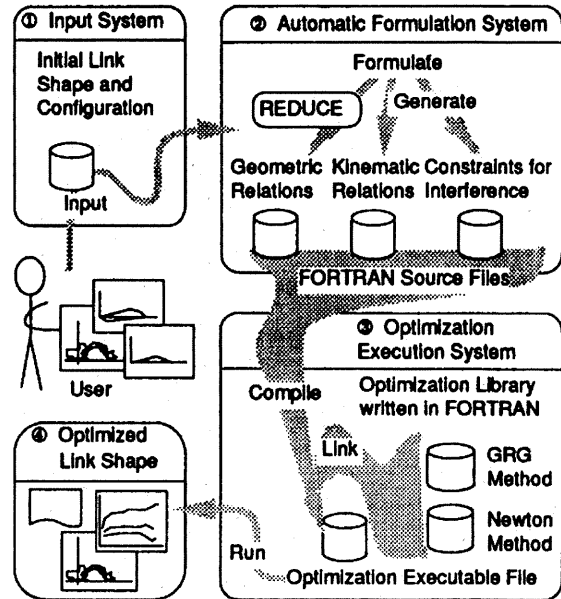 ① Input System
Initial Link
Shape and
Configuration
Input
User
② Automatic Formulation System
Formulate
REDUCE
Generate
Geometric
Relations
Kinematic
Relations
Constraints for
Interference
FORTRAN Source Files
③ Optimization
Execution System
Compile
Optimization Library
written in FORTRAN
Link
GRG
Method
Newton
Method
Run
Optimization Executable File
④ Optimized
Link Shape